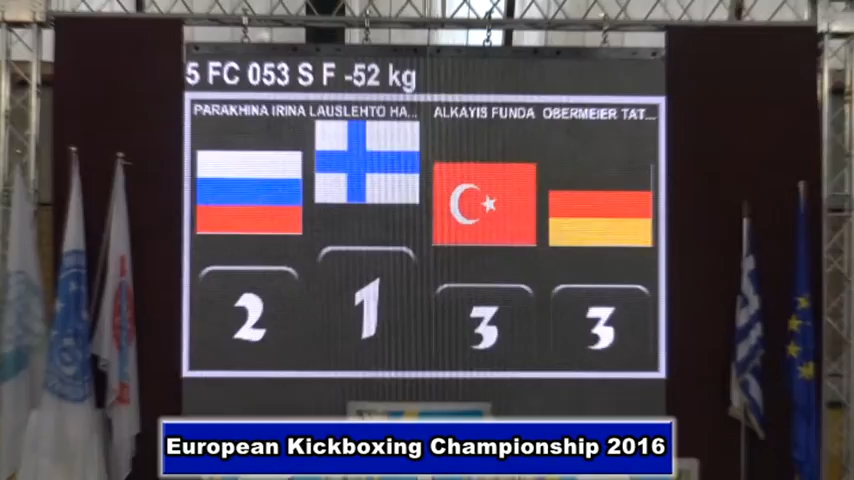 5 FC 053 S F -52 kg
PARAKHINA IRINA LAUSLEHTO HA... ALKAYIS FUNDA OBERMEIER TAT...
2 1 3 3
European Kickboxing Championship 2016